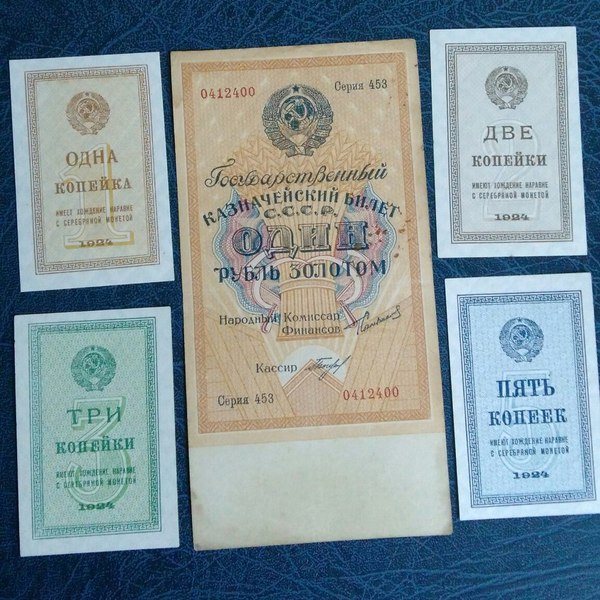 ОДНА
КОПЕЙКА
ИМЕЕТ ХОЖДЕНИЕ НАРАВНЕ
С СЕРЕБРЯНОЙ МОНЕТОЙ
1924
0412400 Серия 453
Государственный
КАЗНАЧЕЙСКИЙ БИЛЕТ
С.С.С.Р.
ОДИН
РУБЛЬ ЗОЛОТОМ
Народный Комиссар
Финансов
Кассир
Серия 453 0412400
ДВЕ
КОПЕЙКИ
ИМЕЮТ ХОЖДЕНИЕ НАРАВНЕ
С СЕРЕБРЯНОЙ МОНЕТОЙ
1924
ТРИ
КОПЕЙКИ
ИМЕЮТ ХОЖДЕНИЕ НАРАВНЕ
С СЕРЕБРЯНОЙ МОНЕТОЙ
1924
ПЯТЬ
КОПЕЕК
ИМЕЮТ ХОЖДЕНИЕ НАРАВНЕ
С СЕРЕБРЯНОЙ МОНЕТОЙ
1924